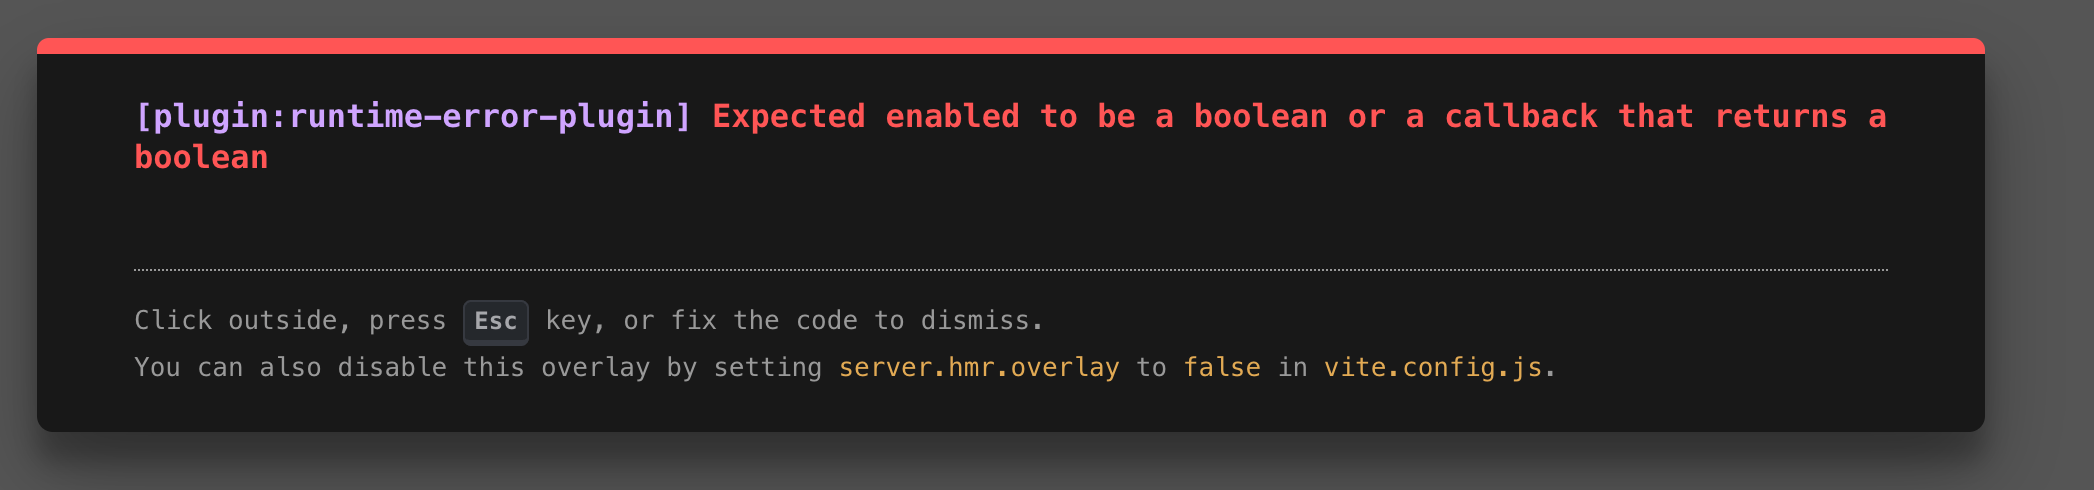 [plugin:runtime-error-plugin] Expected enabled to be a boolean or a callback that returns a
boolean
Click outside, press Esc key, or fix the code to dismiss.
You can also disable this overlay by setting server.hmr.overlay to false in vite.config.js.